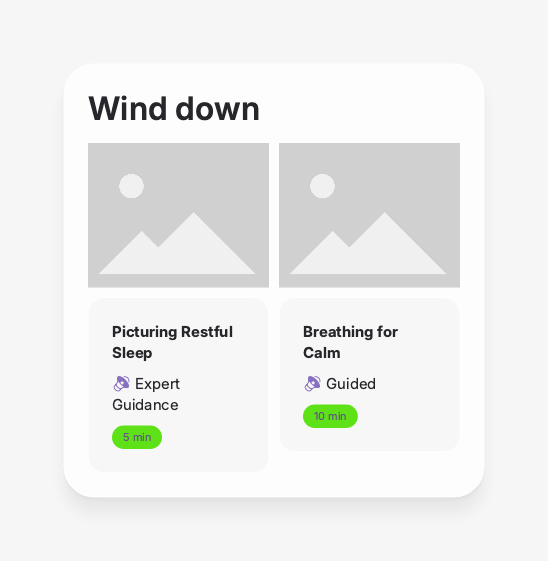 Wind down
Picturing Restful
Sleep
Expert
Guidance
5 min
Breathing for
Calm
Guided
10 min